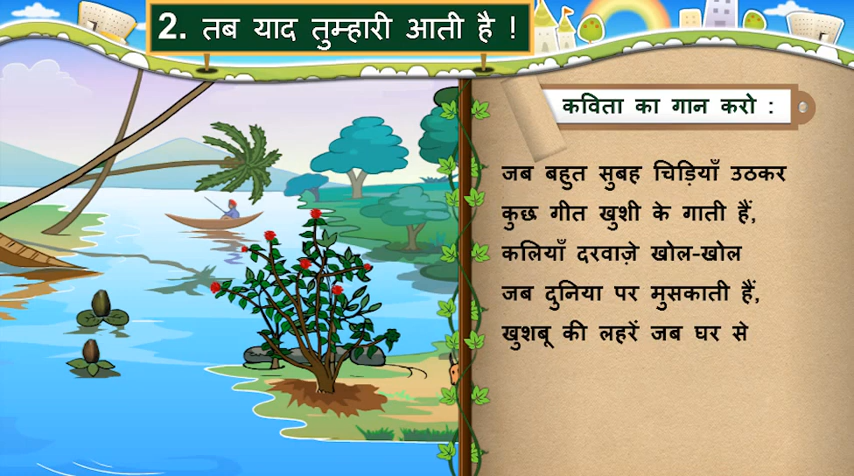 2. तब याद तुम्हारी आती है !
कविता का गान करो :
जब बहुत सुबह चिड़ियाँ उठकर
कुछ गीत खुशी के गाती हैं,
कलियाँ दरवाज़े खोल-खोल
जब दुनिया पर मुसकाती हैं,
खुशबू की लहरें जब घर से